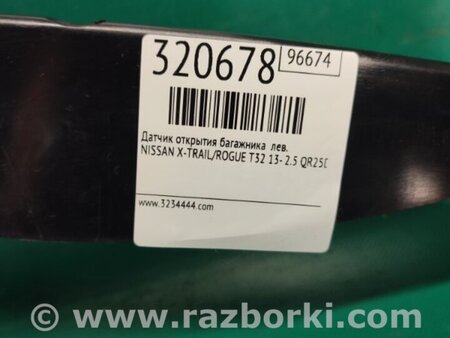 320678 96674
Датчик открытия багажника лев.
NISSAN X-TRAIL/ROGUE T32 13- 2.5 QR25D
www.3234444.com
© www.razborki.com